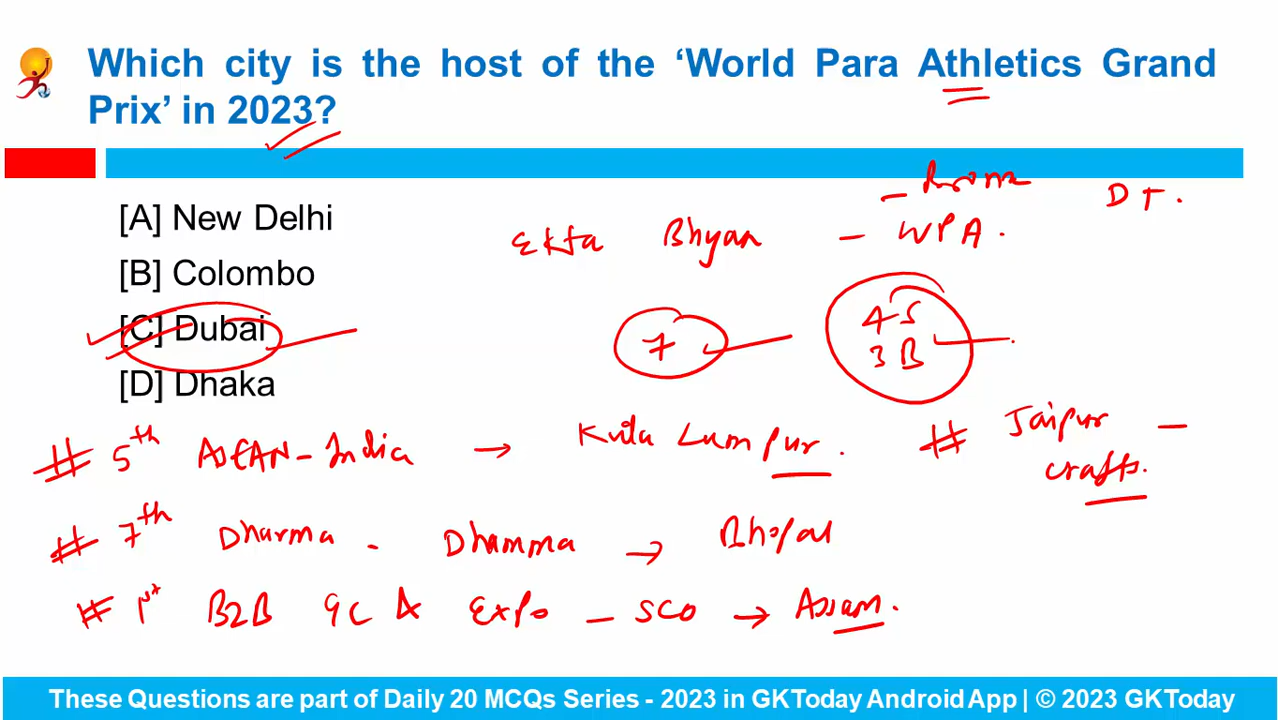 Which city is the host of the ‘World Para Athletics Grand
Prix’ in 2023?
[A] New Delhi
[B] Colombo
[C] Dubai
[D] Dhaka
DT.
Ekta Bhyan – WPA.
7
4S
3B
# 5th ASEAN-India → Kuala Lumpur.
# Jaipur –
crafts.
# 7th Dharma - Dhamma → Bhopal
# 1st B2B & Expo – SCO → Assam.
These Questions are part of Daily 20 MCQs Series - 2023 in GKToday Android App | © 2023 GKToday